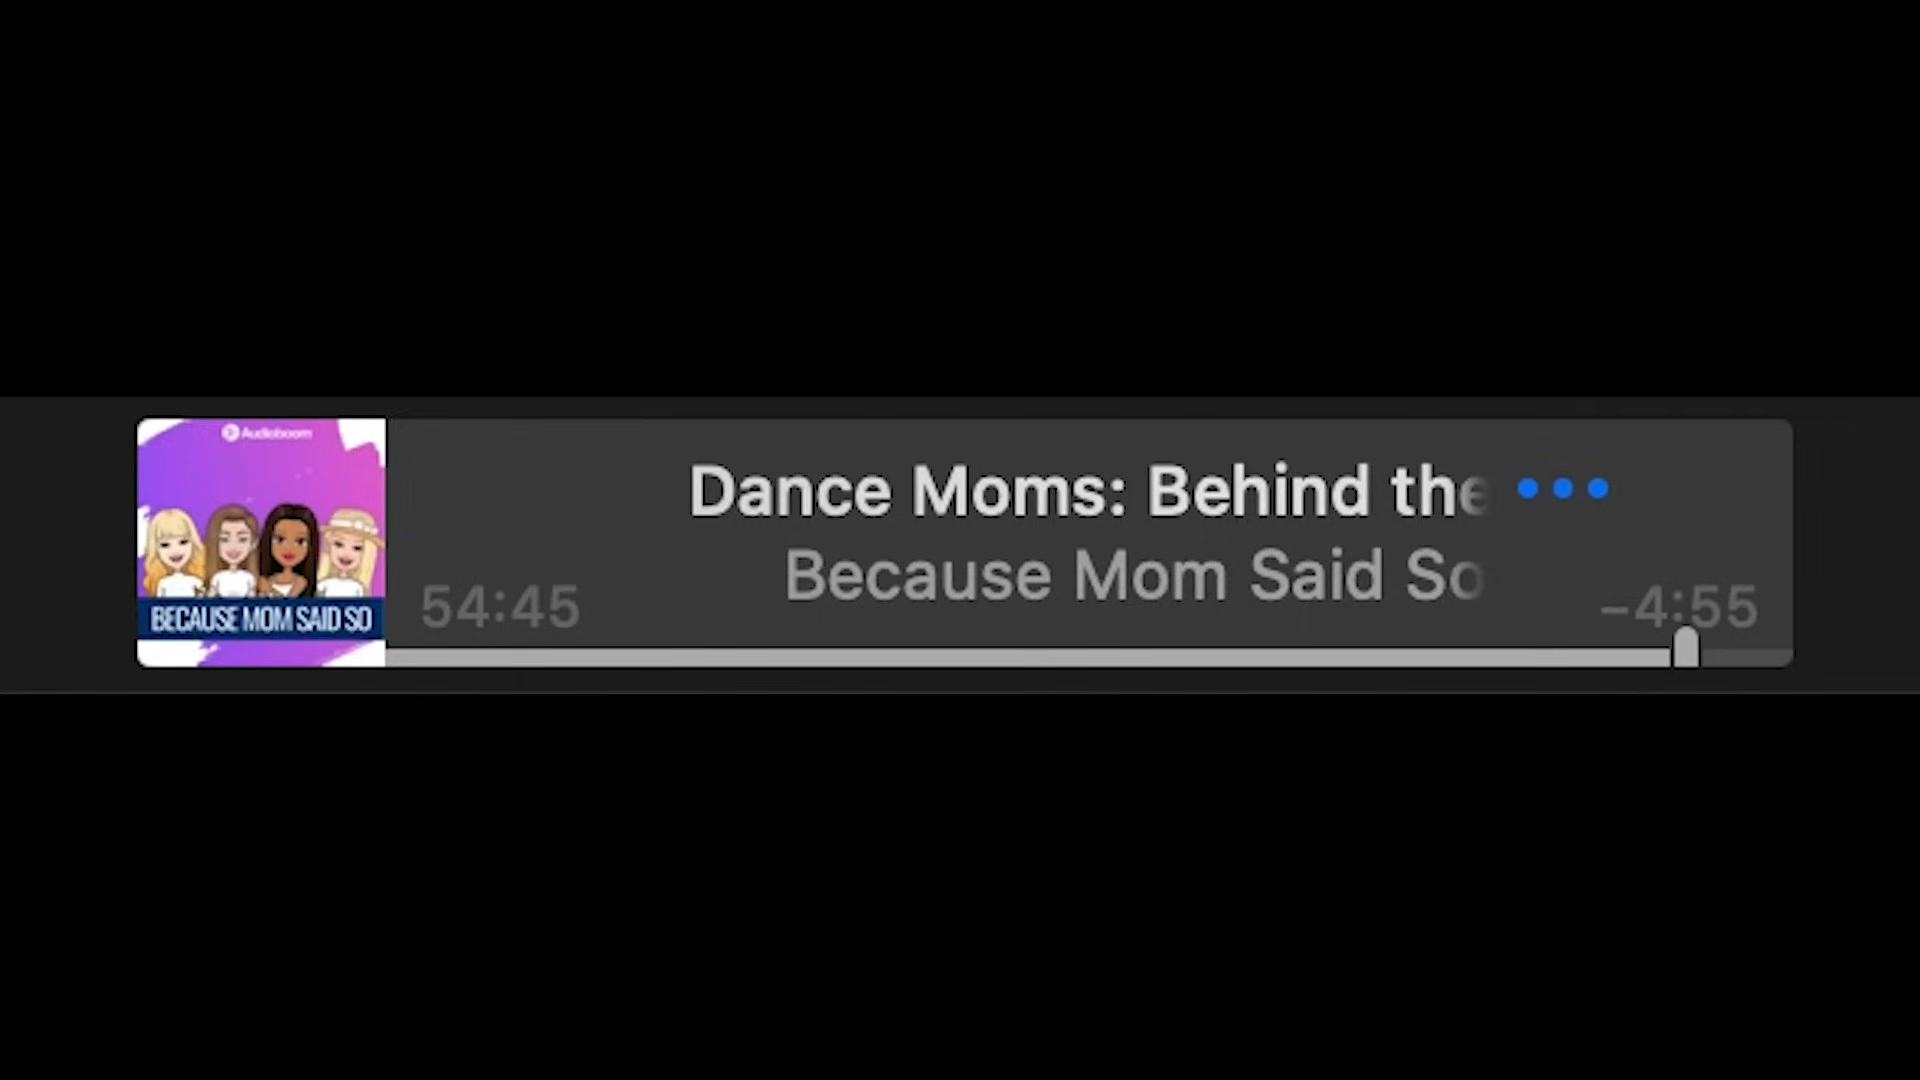 Audioboom
BECAUSE MOM SAID SO
Dance Moms: Behind the
Because Mom Said So
54:45
-4:55